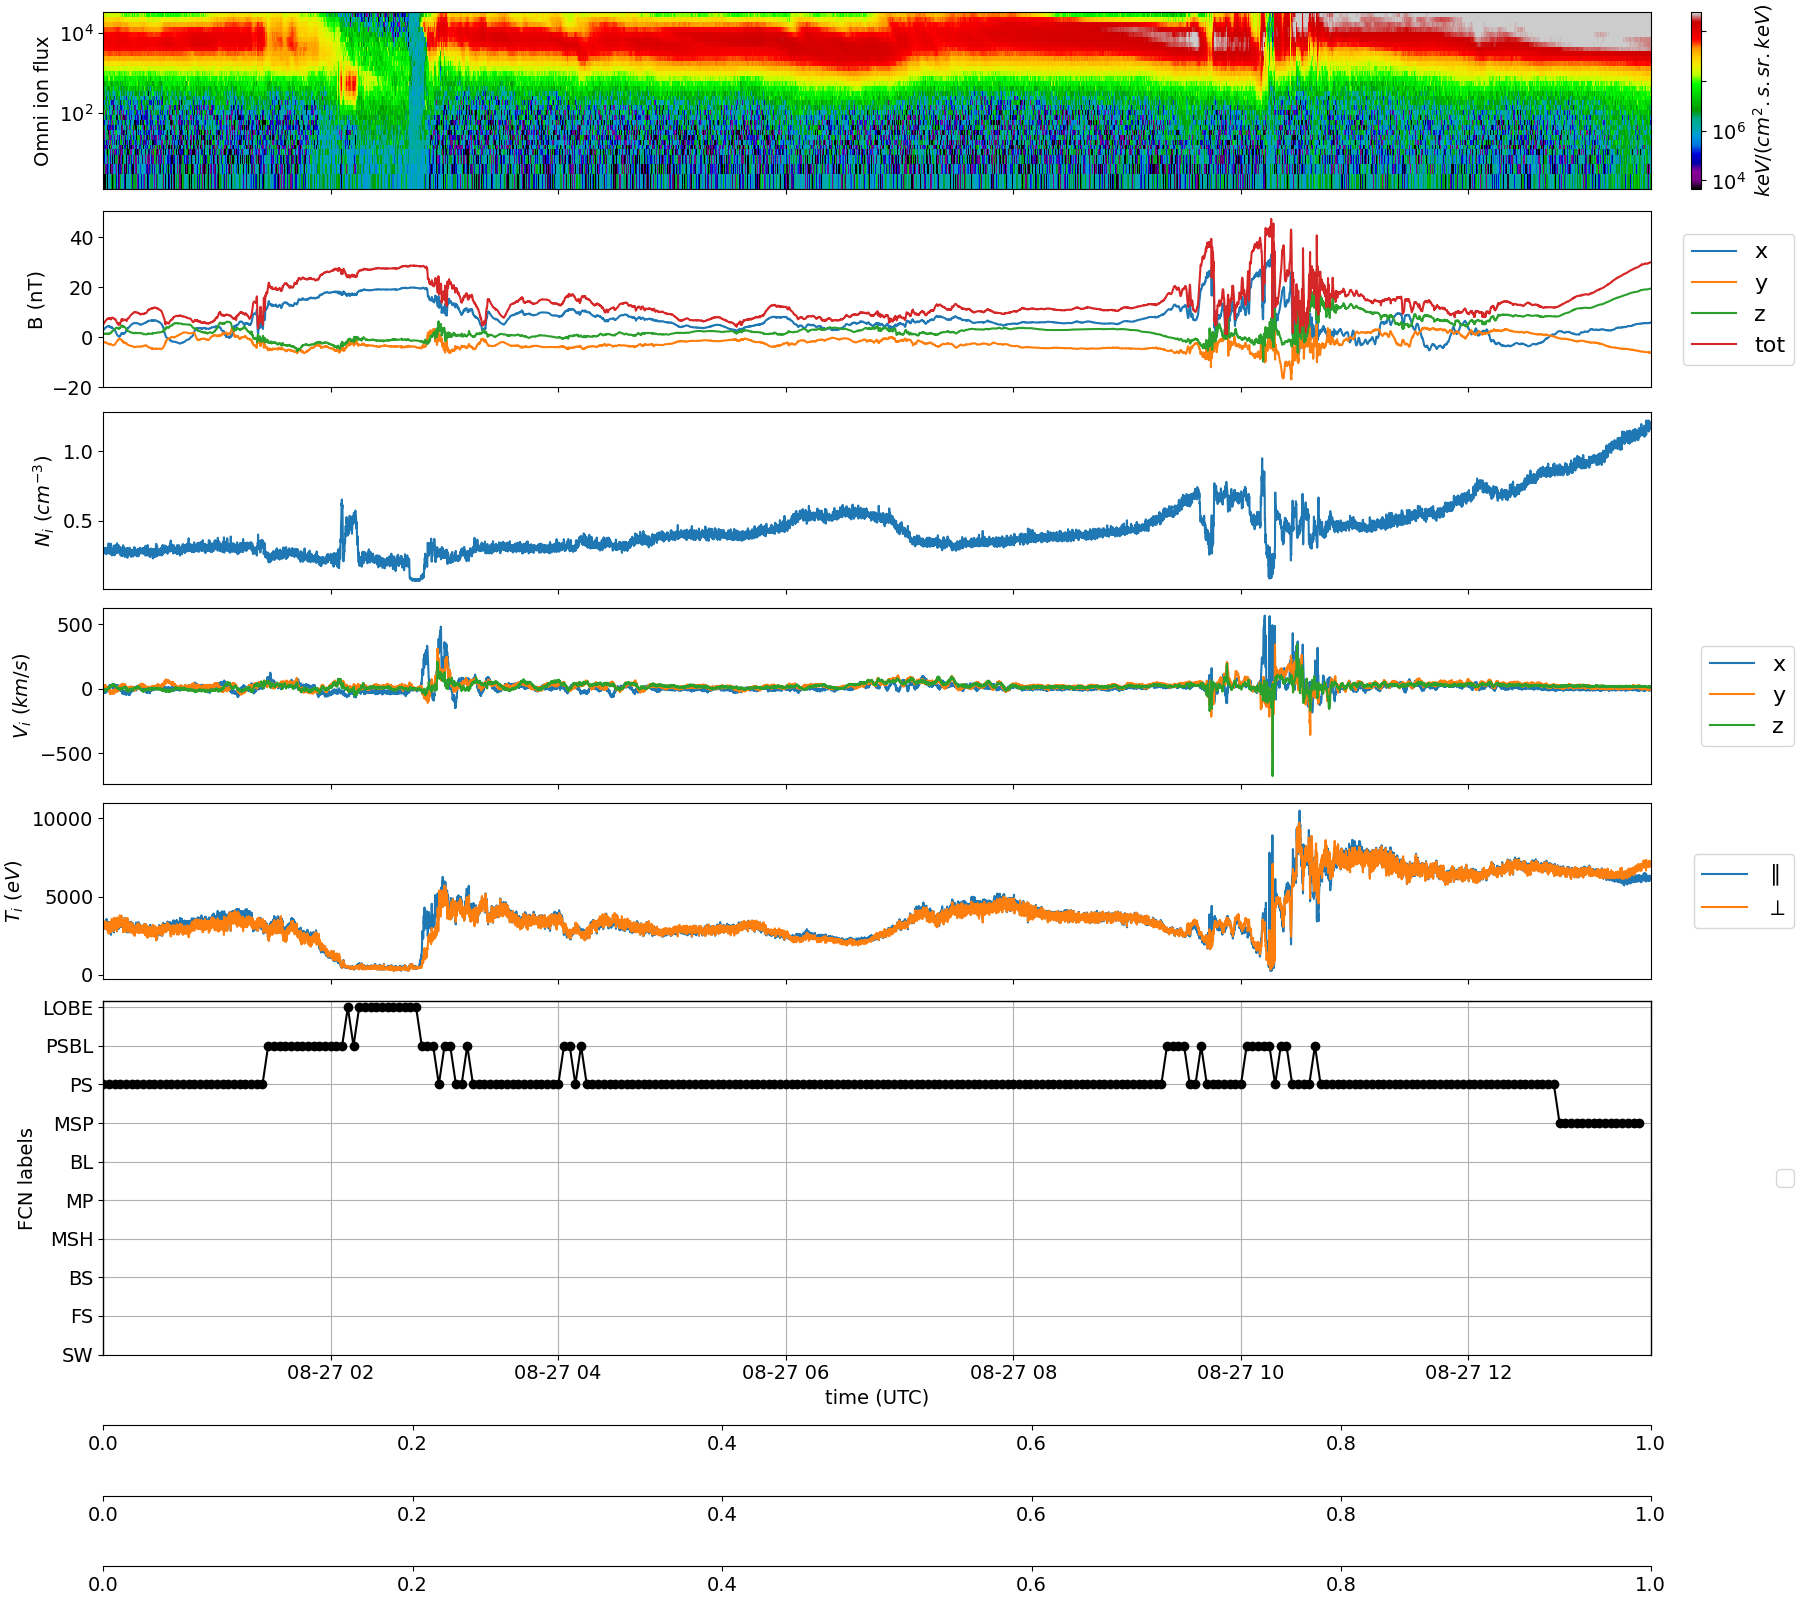 Omni ion flux
10⁴
10²
10⁶
10⁴
keV/(cm².s.sr.keV)
B (nT)
40
20
0
−20
x
y
z
tot
Nᵢ (cm⁻³)
1.0
0.5
Vᵢ (km/s)
500
0
−500
x
y
z
Tᵢ (eV)
10000
5000
0
∥
⊥
FCN labels
LOBE
PSBL
PS
MSP
BL
MP
MSH
BS
FS
SW
08-27 02 08-27 04 08-27 06 08-27 08 08-27 10 08-27 12
time (UTC)
0.0 0.2 0.4 0.6 0.8 1.0
0.0 0.2 0.4 0.6 0.8 1.0
0.0 0.2 0.4 0.6 0.8 1.0